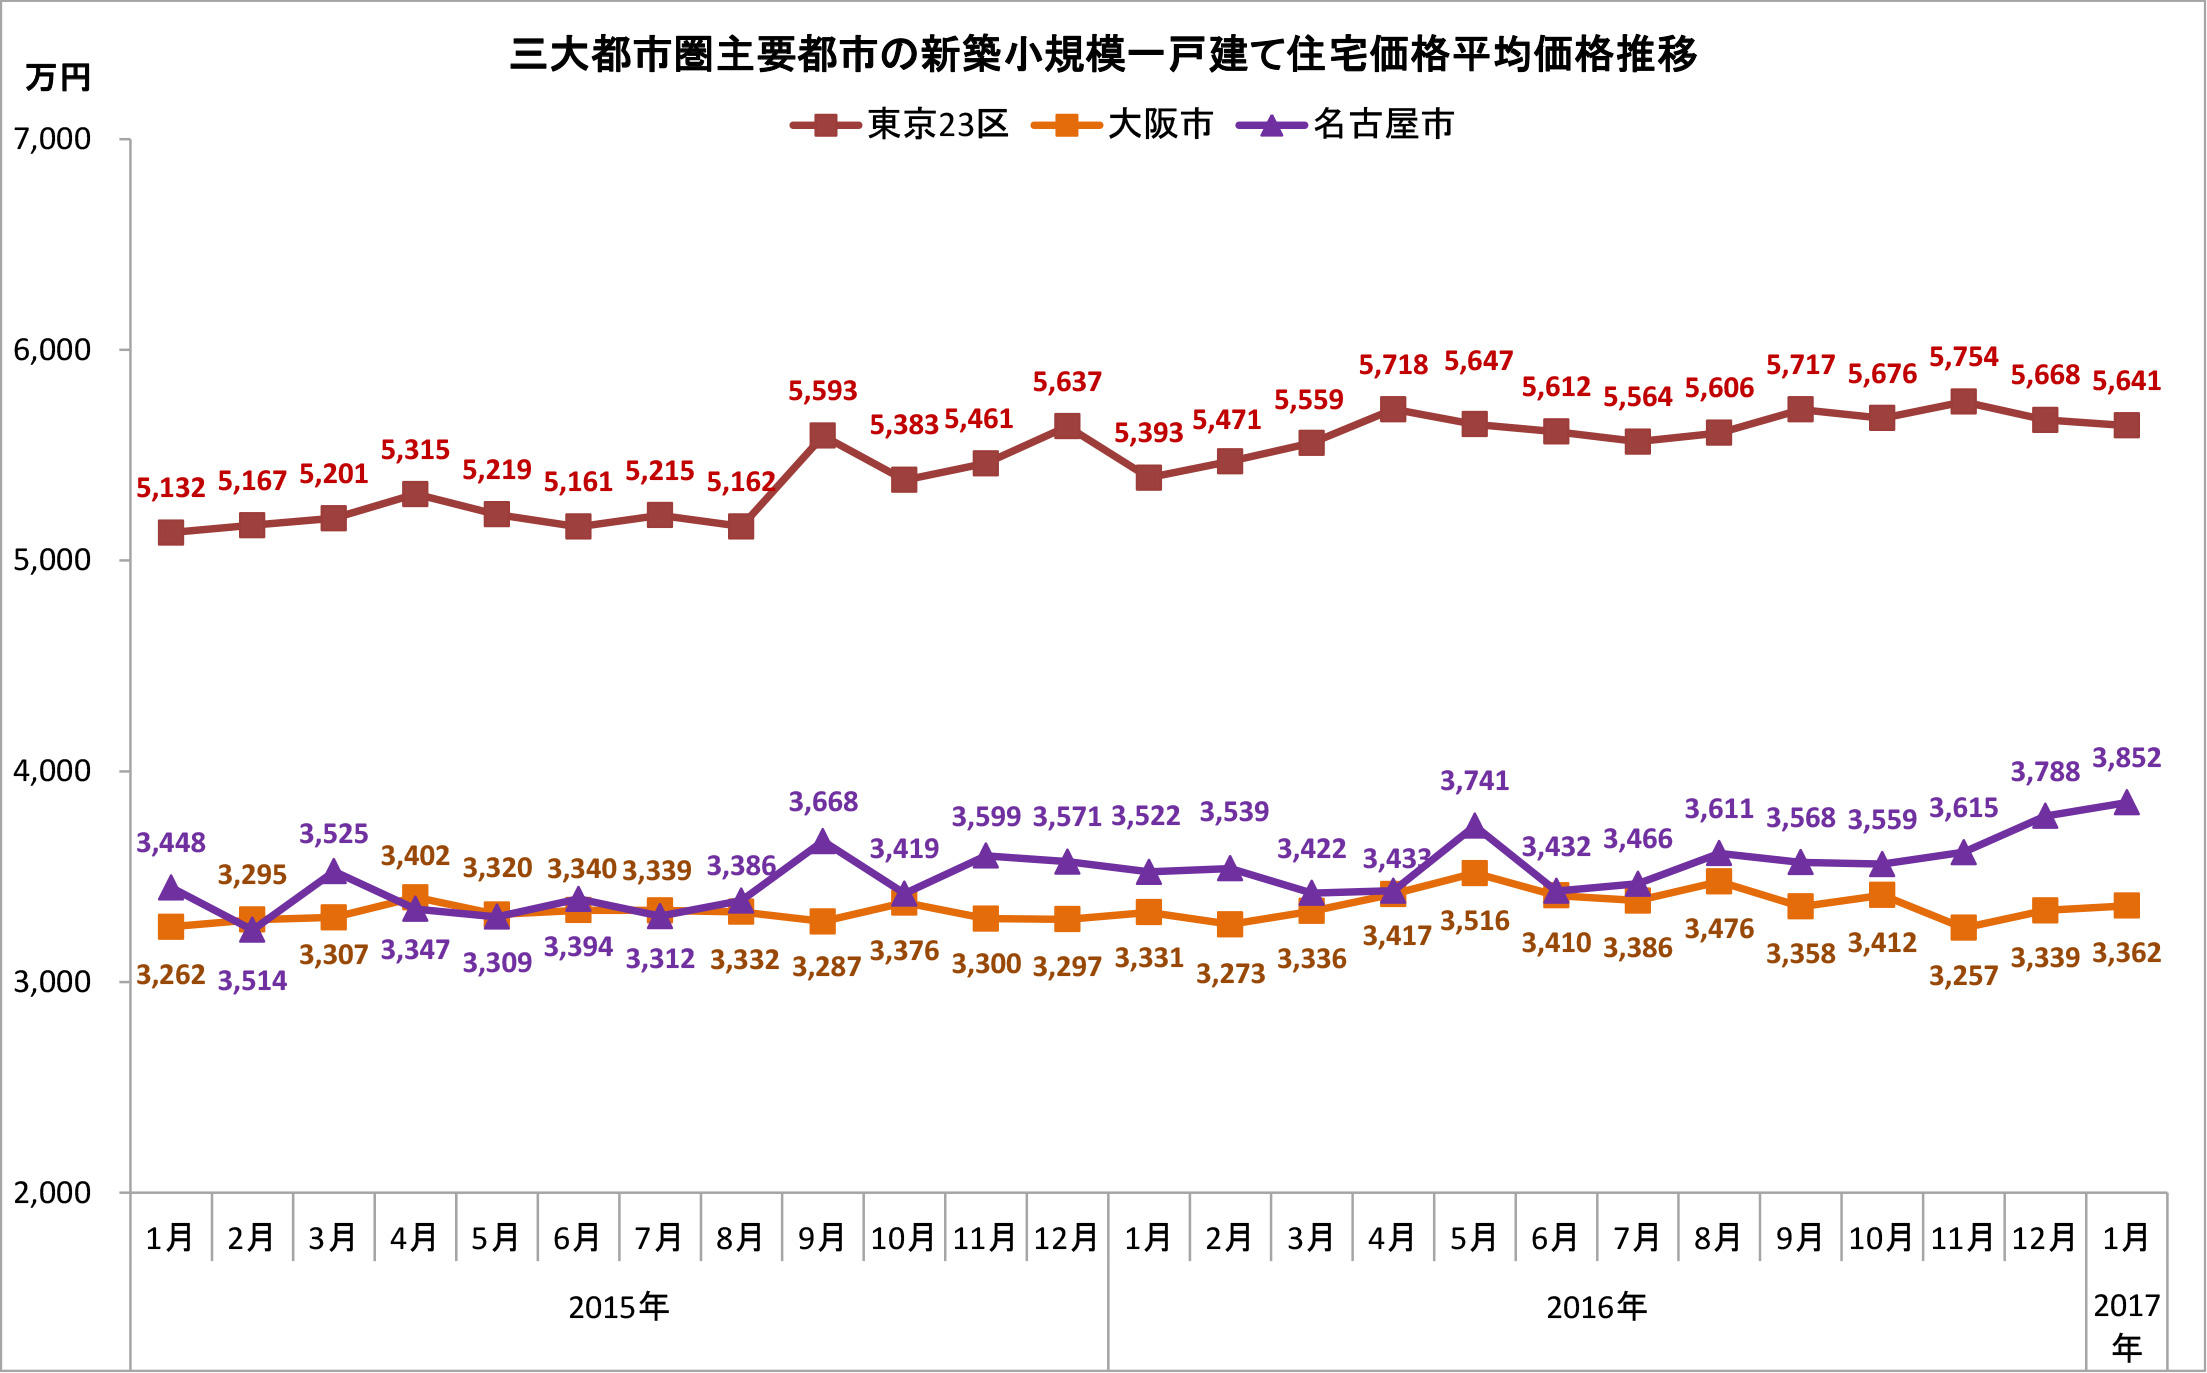 三大都市圏主要都市の新築小規模一戸建て住宅価格平均価格推移
万円
東京23区 大阪市 名古屋市
7,000
6,000
5,000
4,000
3,000
2,000
5,132 5,167 5,201 5,315 5,219 5,161 5,215 5,162 5,593 5,383 5,461 5,637 5,393 5,471 5,559 5,718 5,647 5,612 5,564 5,606 5,717 5,676 5,754 5,668 5,641
3,448 3,514 3,525 3,347 3,309 3,394 3,312 3,386 3,668 3,419 3,599 3,571 3,522 3,539 3,422 3,433 3,741 3,432 3,466 3,611 3,568 3,559 3,615 3,788 3,852
3,262 3,295 3,307 3,402 3,320 3,340 3,339 3,332 3,287 3,376 3,300 3,297 3,331 3,273 3,336 3,417 3,516 3,410 3,386 3,476 3,358 3,412 3,257 3,339 3,362
1月 2月 3月 4月 5月 6月 7月 8月 9月 10月 11月 12月 1月 2月 3月 4月 5月 6月 7月 8月 9月 10月 11月 12月 1月
2015年 2016年 2017
年